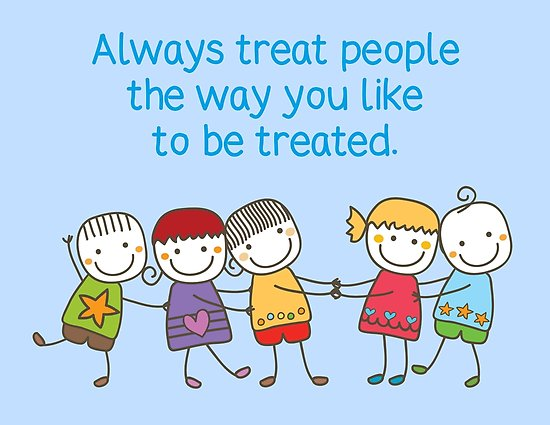 Always treat people
the way you like
to be treated.